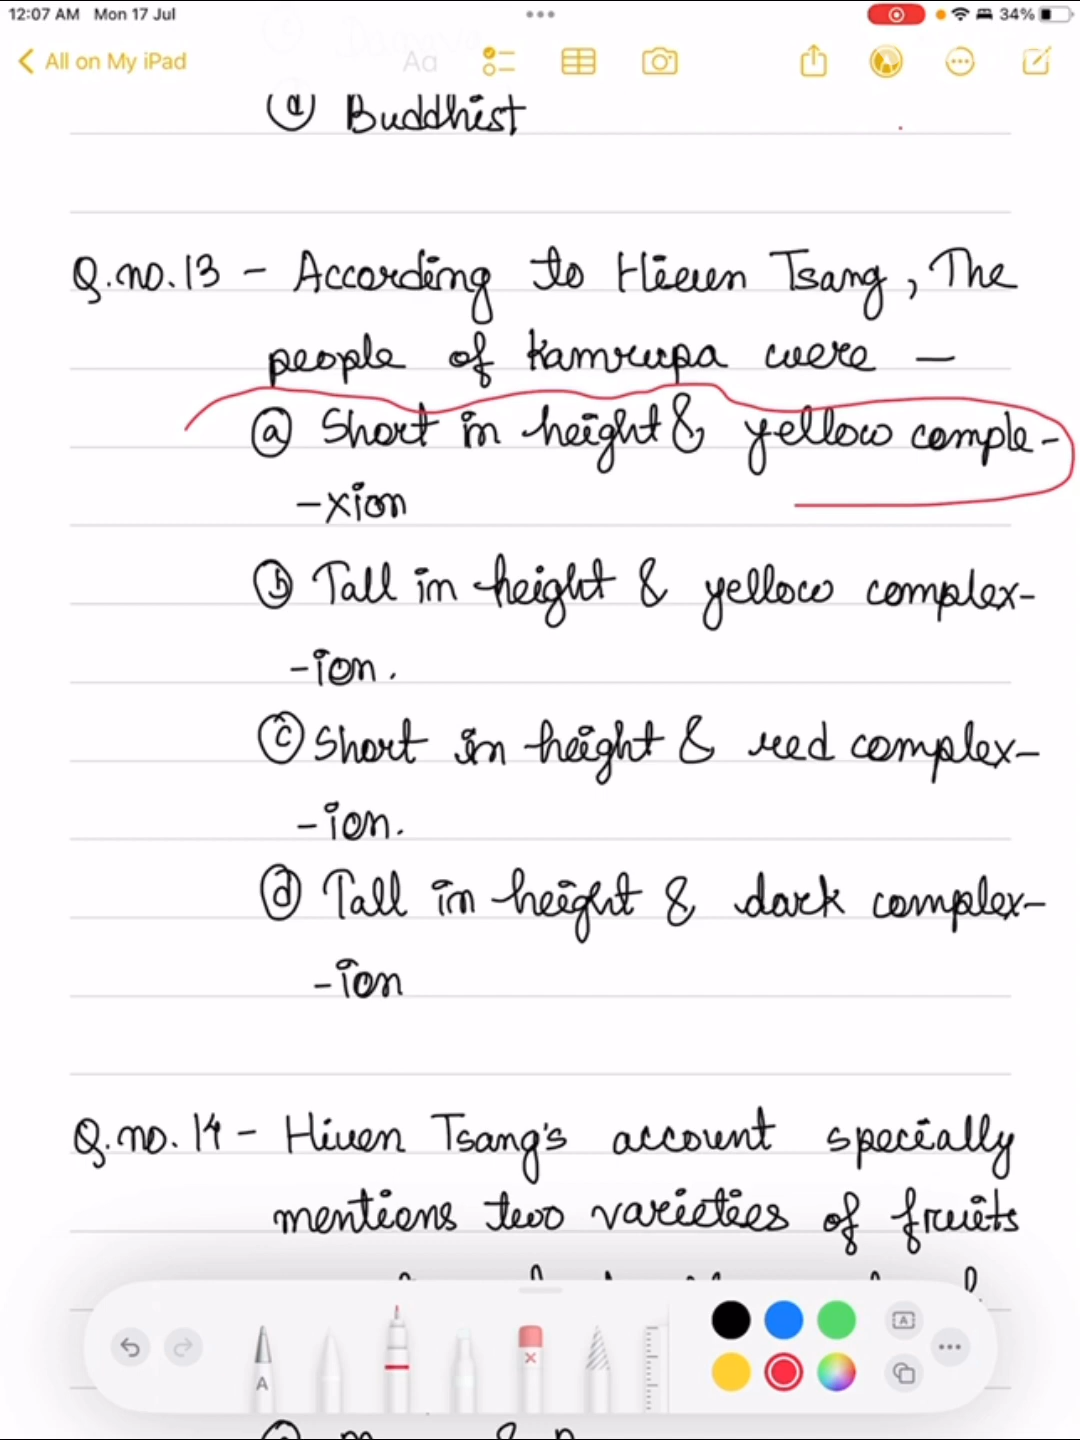 12:07 AM Mon 17 Jul
34%
All on My iPad
Aa
(d) Buddhist
Q.no.13 - According to Hieuen Tsang, The
people of Kamrupa were —
(a) Short in height & yellow comple-
-xion
(b) Tall in height & yellow complex-
-ion.
(c) Short in height & red complex-
-ion.
(d) Tall in height & dark complex-
-ion
Q.no.14 - Hiuen Tsang's account specially
mentions two varieties of fruits
A
A